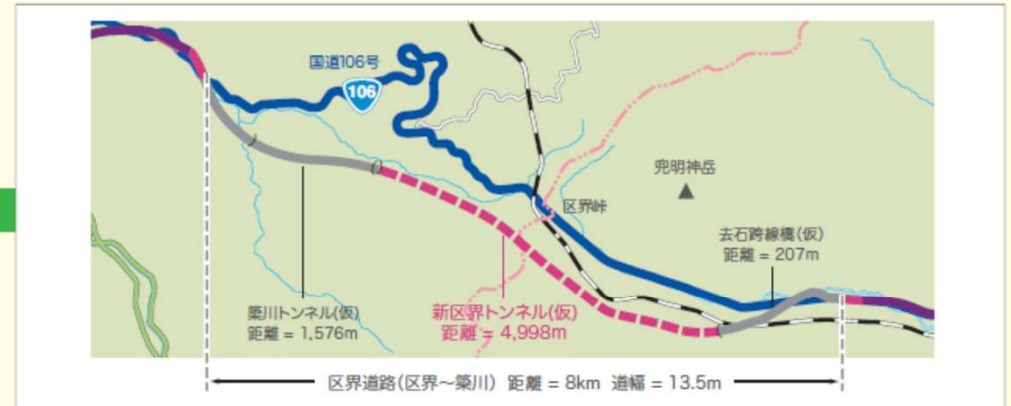 国道106号
106
兜明神岳
区界峠
去石跨線橋(仮)
距離 = 207m
簗川トンネル(仮)
距離 = 1,576m
新区界トンネル(仮)
距離 = 4,998m
区界道路(区界〜簗川) 距離 = 8km 道幅 = 13.5m